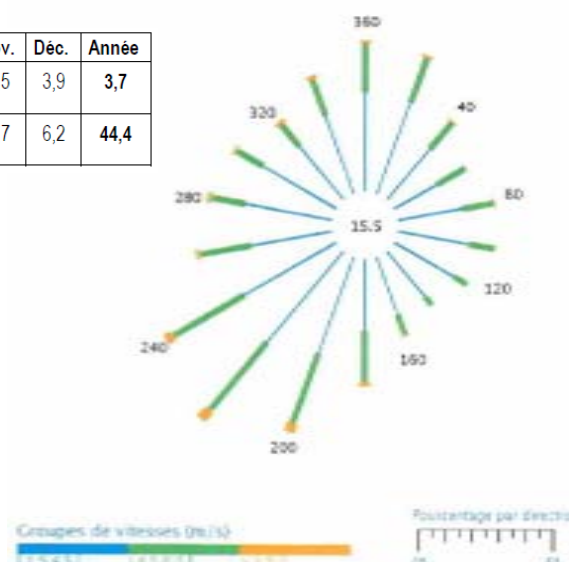 v. Déc. Année
5 3,9 3,7
7 6,2 44,4
360
320 40
280 80
15.5
240 120
160
200
Groupes de vitesses (m/s)
Pourcentage par directio